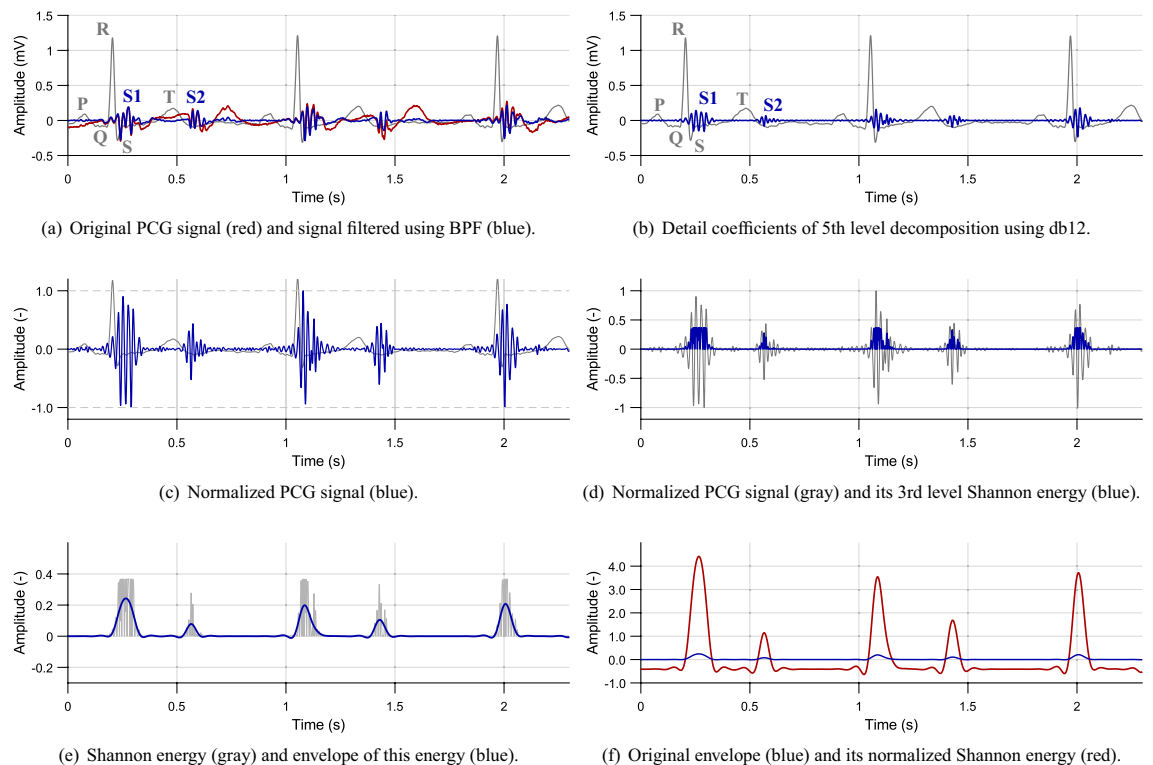 Amplitude (mV)
1.5
1
0.5
0
-0.5
R
P
Q
S
S1
T
S2
0
0.5
1
1.5
2
Time (s)
(a) Original PCG signal (red) and signal filtered using BPF (blue).
Amplitude (mV)
1.5
1
0.5
0
-0.5
R
P
Q
S
S1
T
S2
0
0.5
1
1.5
2
Time (s)
(b) Detail coefficients of 5th level decomposition using db12.
Amplitude (-)
1.0
0.0
-1.0
0
0.5
1
1.5
2
Time (s)
(c) Normalized PCG signal (blue).
Amplitude (-)
1
0.5
0
-0.5
-1
0
0.5
1
1.5
2
Time (s)
(d) Normalized PCG signal (gray) and its 3rd level Shannon energy (blue).
Amplitude (-)
0.4
0.2
0
-0.2
0
0.5
1
1.5
2
Time (s)
(e) Shannon energy (gray) and envelope of this energy (blue).
Amplitude (-)
4.0
3.0
2.0
1.0
0.0
-1.0
0
0.5
1
1.5
2
Time (s)
(f) Original envelope (blue) and its normalized Shannon energy (red).